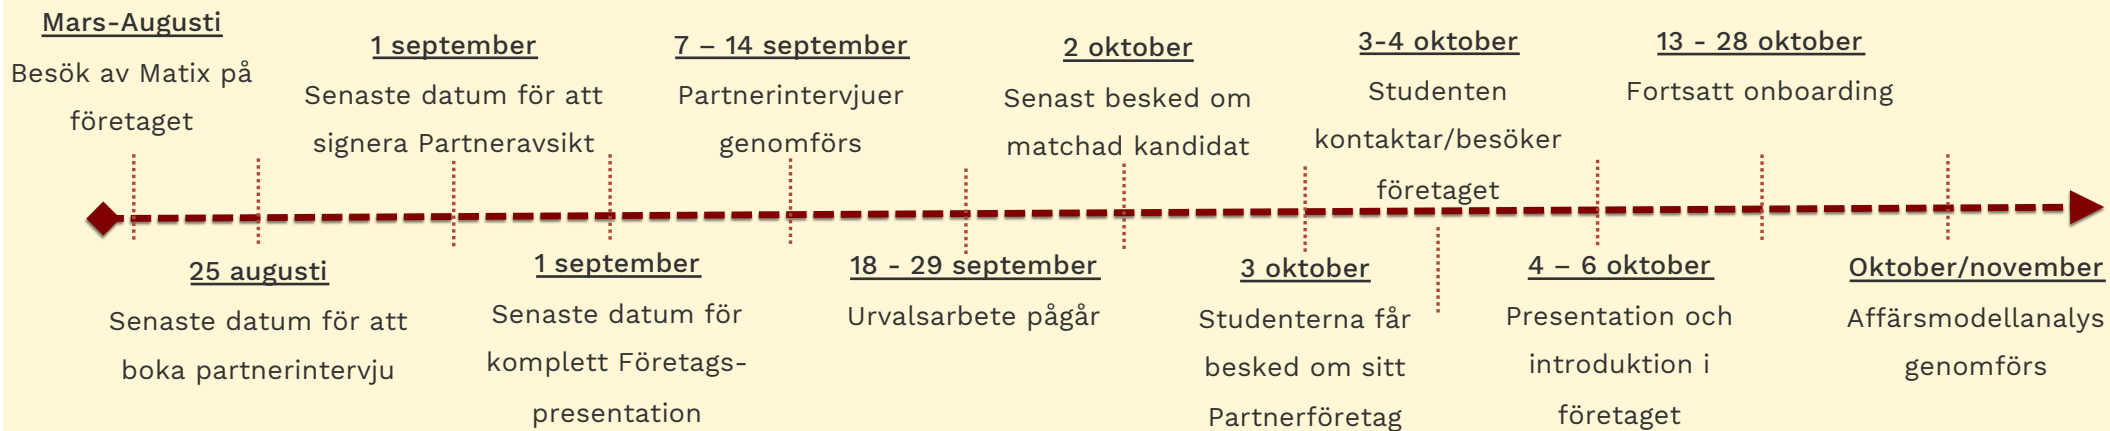 Mars-Augusti
Besök av Matix på
företaget
25 augusti
Senaste datum för att
boka partnerintervju
1 september
Senaste datum för att
signera Partneravsikt
1 september
Senaste datum för
komplett Företags-
presentation
7 – 14 september
Partnerintervjuer
genomförs
18 - 29 september
Urvalsarbete pågår
2 oktober
Senast besked om
matchad kandidat
3 oktober
Studenterna får
besked om sitt
Partnerföretag
3-4 oktober
Studenten
kontaktar/besöker
företaget
4 – 6 oktober
Presentation och
introduktion i
företaget
13 - 28 oktober
Fortsatt onboarding
Oktober/november
Affärsmodellanalys
genomförs